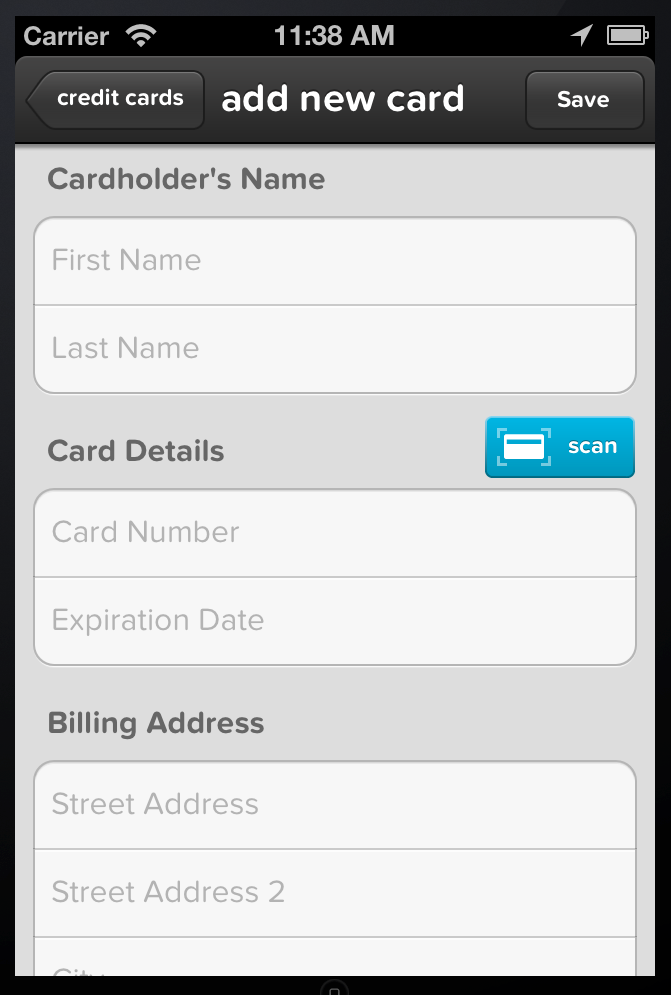 Carrier 11:38 AM
credit cards add new card Save
Cardholder's Name
First Name
Last Name
Card Details scan
Card Number
Expiration Date
Billing Address
Street Address
Street Address 2
City